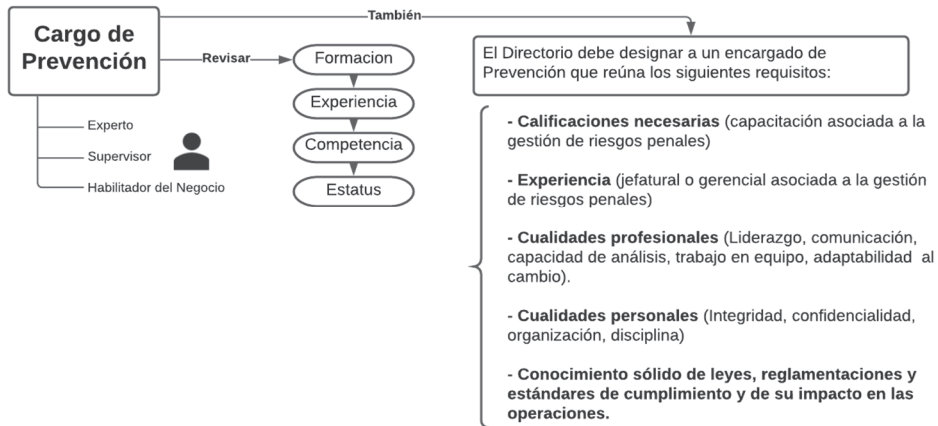 También
Cargo de
Prevención
Revisar
Formacion
Experiencia
Competencia
Estatus
Experto
Supervisor
Habilitador del Negocio
El Directorio debe designar a un encargado de
Prevención que reúna los siguientes requisitos:
- Calificaciones necesarias (capacitación asociada a la
gestión de riesgos penales)
- Experiencia (jefatural o gerencial asociada a la gestión
de riesgos penales)
- Cualidades profesionales (Liderazgo, comunicación,
capacidad de análisis, trabajo en equipo, adaptabilidad al
cambio).
- Cualidades personales (Integridad, confidencialidad,
organización, disciplina)
- Conocimiento sólido de leyes, reglamentaciones y
estándares de cumplimiento y de su impacto en las
operaciones.